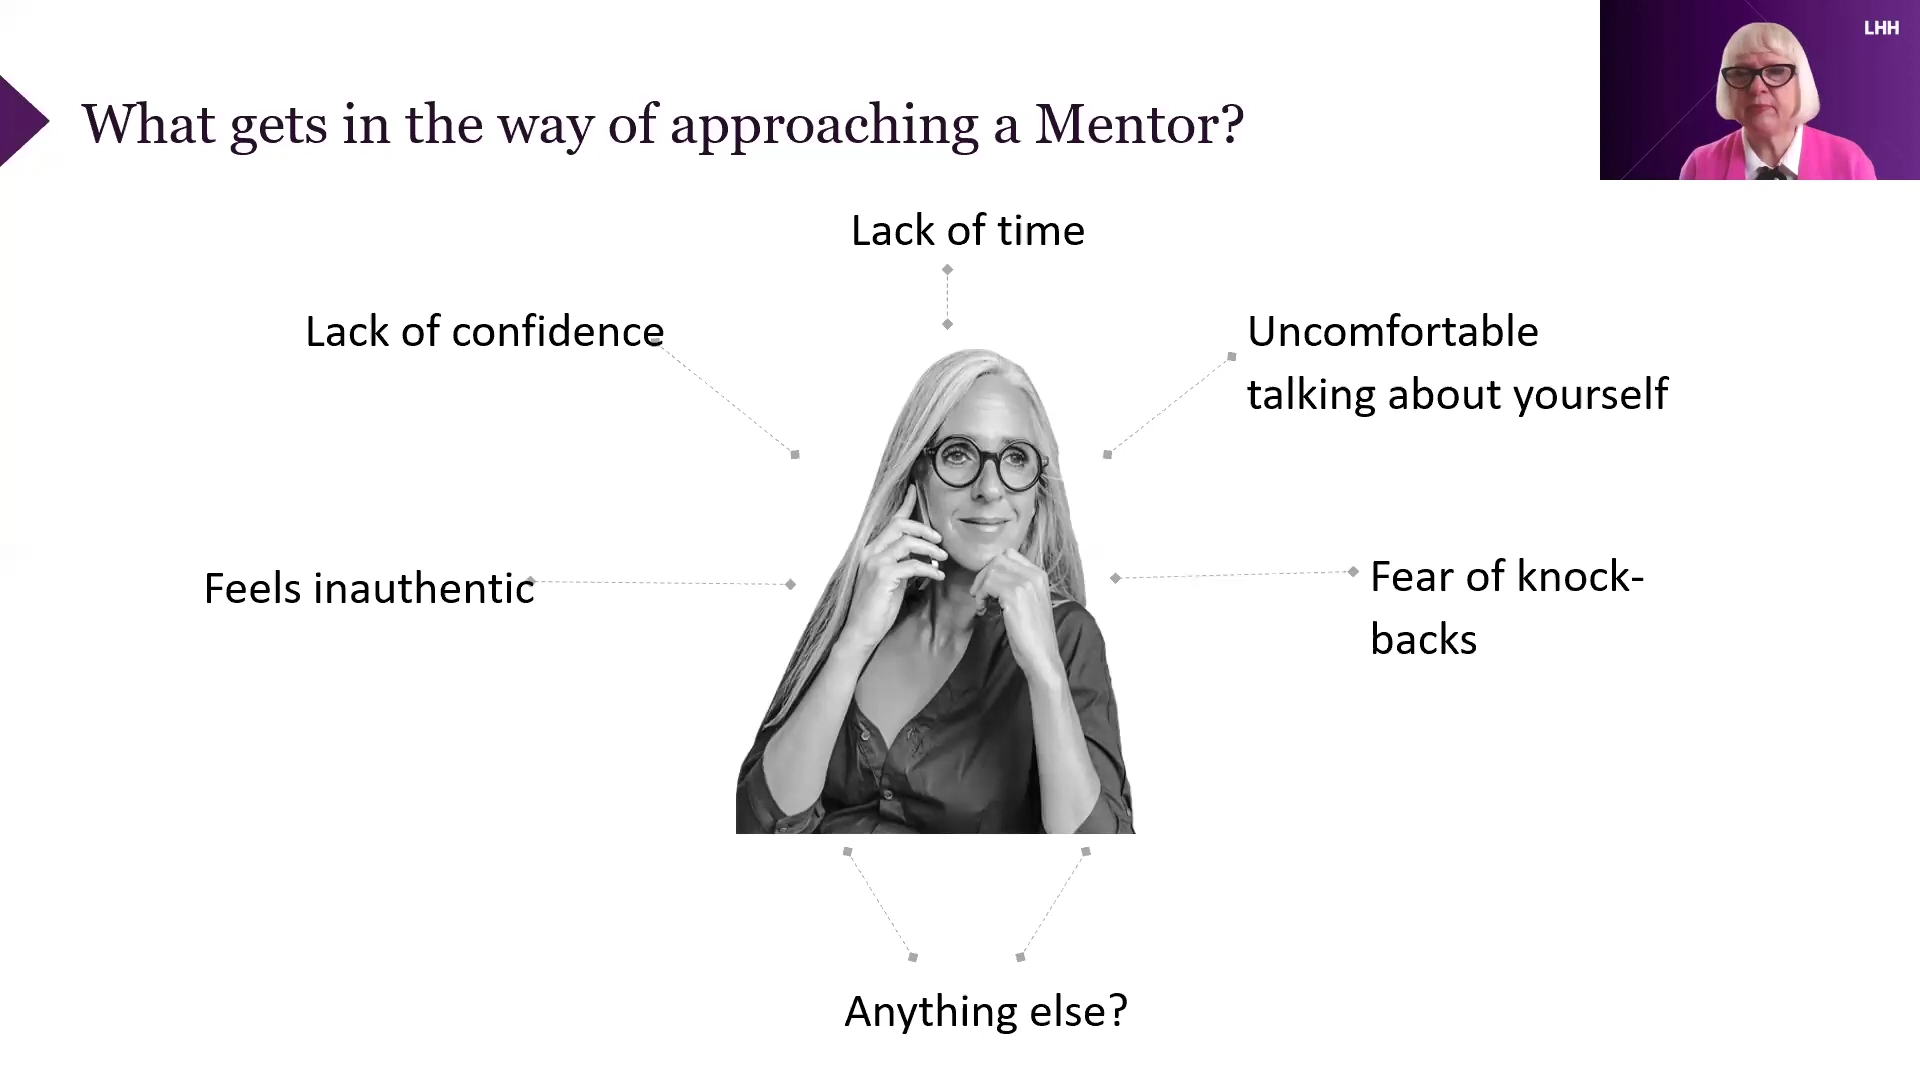 LHH
What gets in the way of approaching a Mentor?
Lack of time
Lack of confidence
Uncomfortable
talking about yourself
Feels inauthentic
Fear of knock-
backs
Anything else?